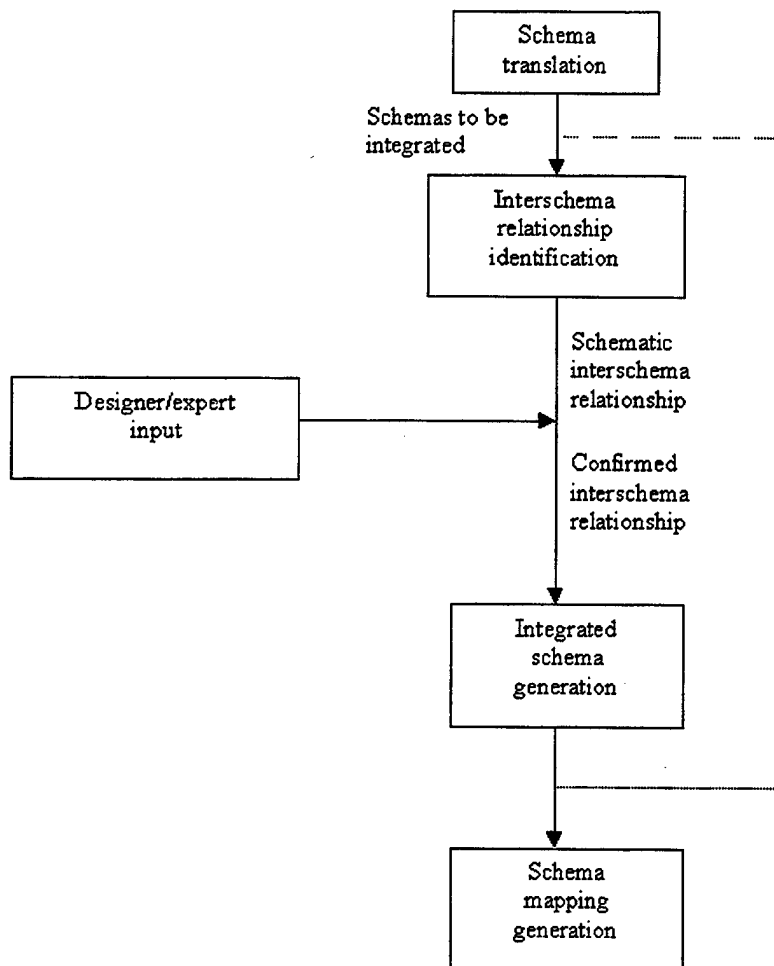 Schema
translation
Schemas to be
integrated
Interschema
relationship
identification
Schematic
interschema
relationship
Designer/expert
input
Confirmed
interschema
relationship
Integrated
schema
generation
Schema
mapping
generation